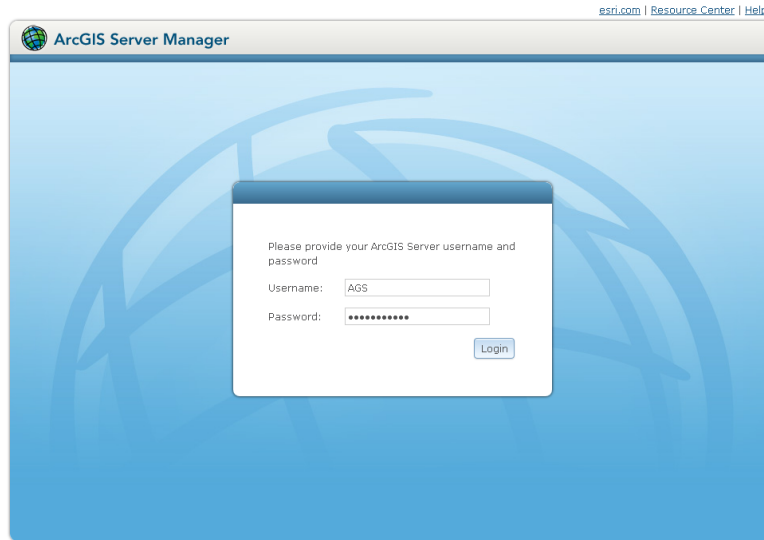 esri.com | Resource Center | Help
ArcGIS Server Manager
Please provide your ArcGIS Server username and
password
Username: AGS
Password: •••••••••••
Login